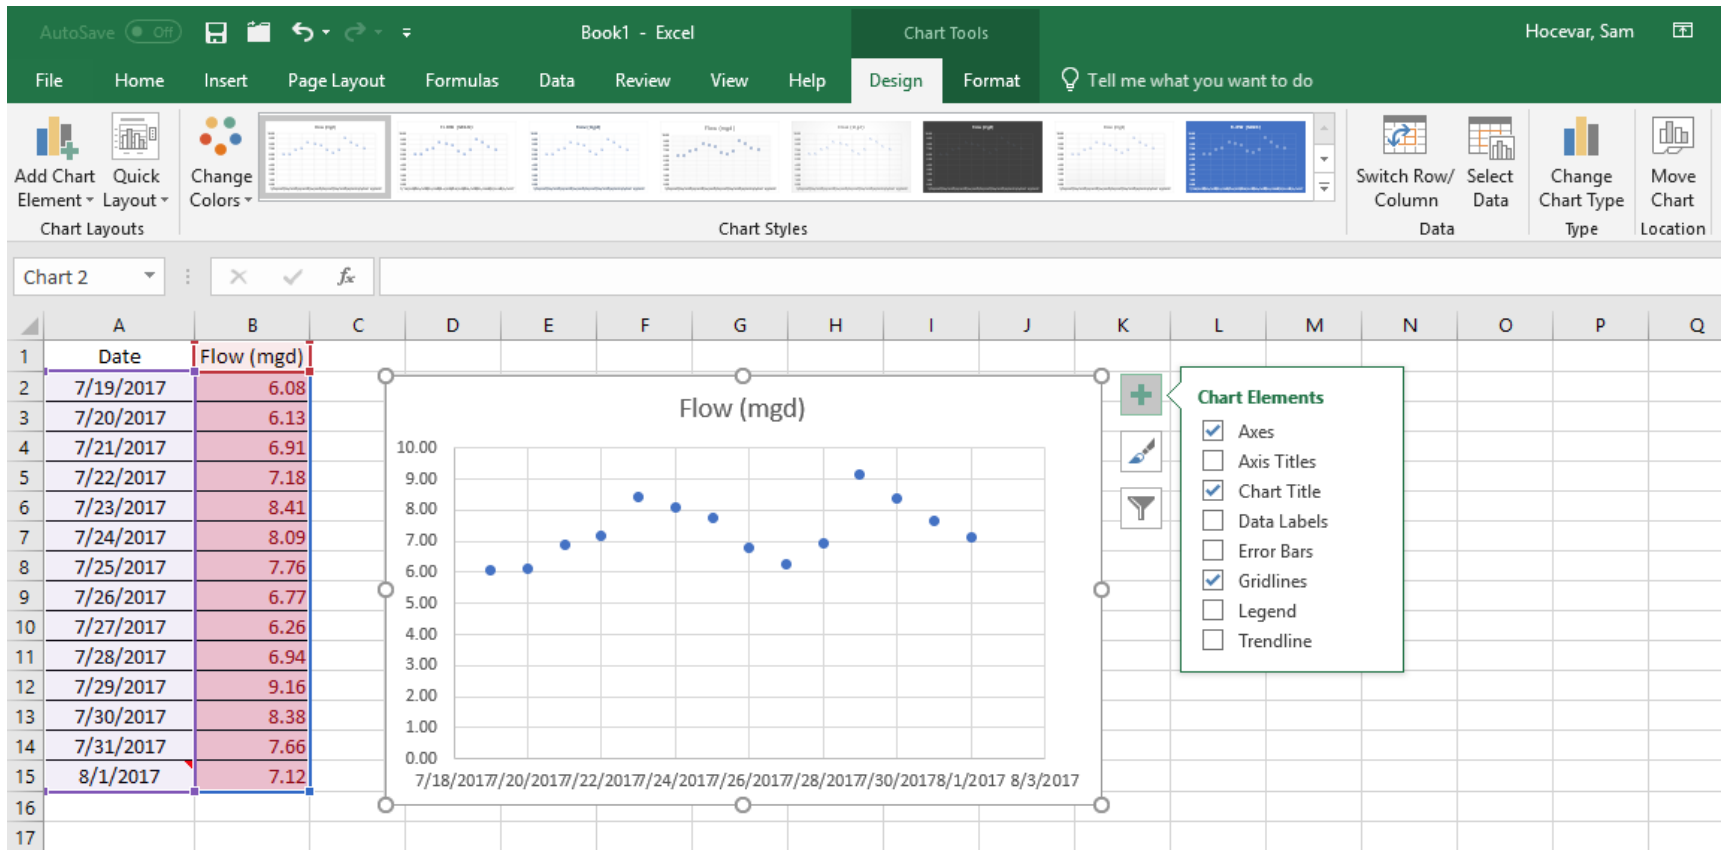 AutoSave Off Book1 - Excel Chart Tools Hocevar, Sam
File Home Insert Page Layout Formulas Data Review View Help Design Format Tell me what you want to do
Add Chart Element Quick Layout Change Colors Switch Row/ Column Select Data Change Chart Type Move Chart
Chart Layouts Chart Styles Data Type Location
Chart 2 fx
A B C D E F G H I J K L M N O P Q
1 Date Flow (mgd)
2 7/19/2017 6.08
3 7/20/2017 6.13
4 7/21/2017 6.91
5 7/22/2017 7.18
6 7/23/2017 8.41
7 7/24/2017 8.09
8 7/25/2017 7.76
9 7/26/2017 6.77
10 7/27/2017 6.26
11 7/28/2017 6.94
12 7/29/2017 9.16
13 7/30/2017 8.38
14 7/31/2017 7.66
15 8/1/2017 7.12
16
17
Flow (mgd)
10.00
9.00
8.00
7.00
6.00
5.00
4.00
3.00
2.00
1.00
0.00
7/18/2017 7/20/2017 7/22/2017 7/24/2017 7/26/2017 7/28/2017 7/30/2017 8/1/2017 8/3/2017
Chart Elements
Axes
Axis Titles
Chart Title
Data Labels
Error Bars
Gridlines
Legend
Trendline